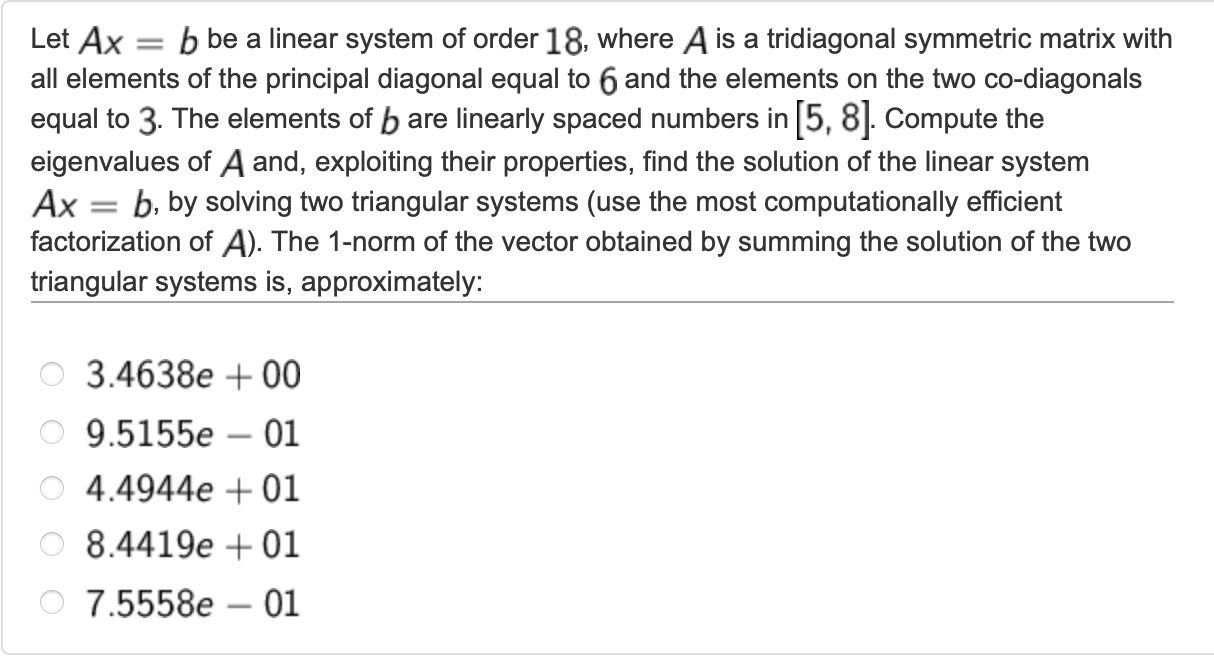 Let Ax = b be a linear system of order 18, where A is a tridiagonal symmetric matrix with
all elements of the principal diagonal equal to 6 and the elements on the two co-diagonals
equal to 3. The elements of b are linearly spaced numbers in [5, 8]. Compute the
eigenvalues of A and, exploiting their properties, find the solution of the linear system
Ax = b, by solving two triangular systems (use the most computationally efficient
factorization of A). The 1-norm of the vector obtained by summing the solution of the two
triangular systems is, approximately:
3.4638e + 00
9.5155e − 01
4.4944e + 01
8.4419e + 01
7.5558e − 01